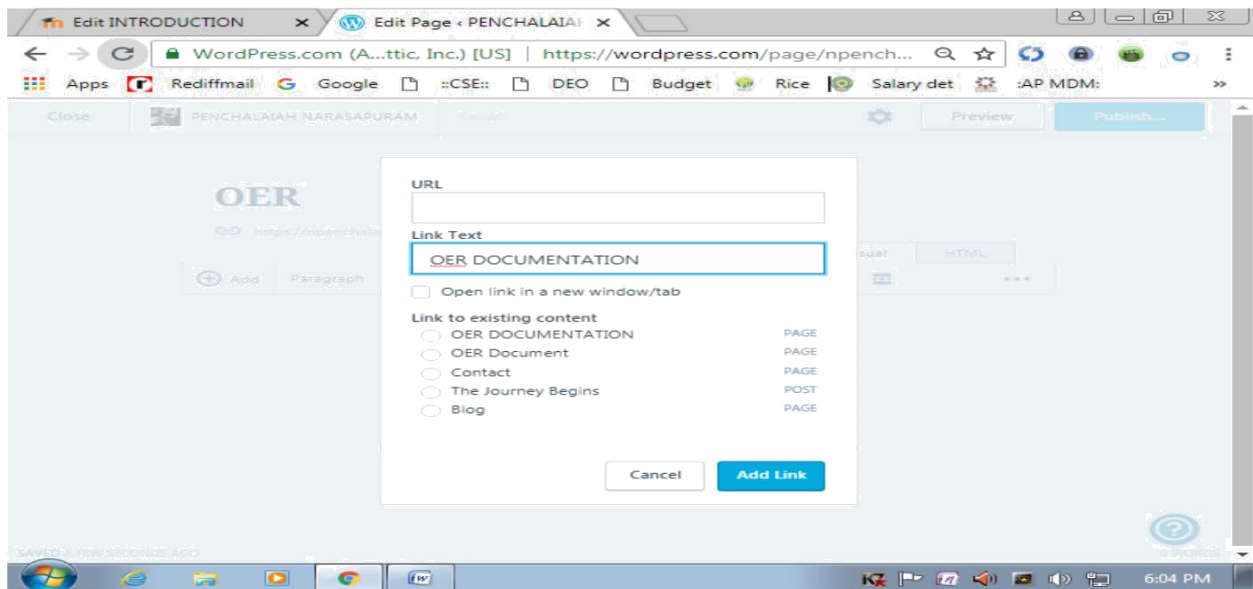 Edit INTRODUCTION
Edit Page ‹ PENCHALAIAH
WordPress.com (A...ttic, Inc.) [US] | https://wordpress.com/page/npench...
Apps Rediffmail Google ::CSE:: DEO Budget Rice Salary det :AP MDM: »
Close PENCHALAIAH NARASAPURAM Preview Publish...
URL
OER
Link Text
OER DOCUMENTATION
HTML
Add Paragraph
Open link in a new window/tab
Link to existing content
OER DOCUMENTATION PAGE
OER Document PAGE
Contact PAGE
The Journey Begins POST
Blog PAGE
Cancel Add Link
SAVED A FEW SECONDS AGO
6:04 PM